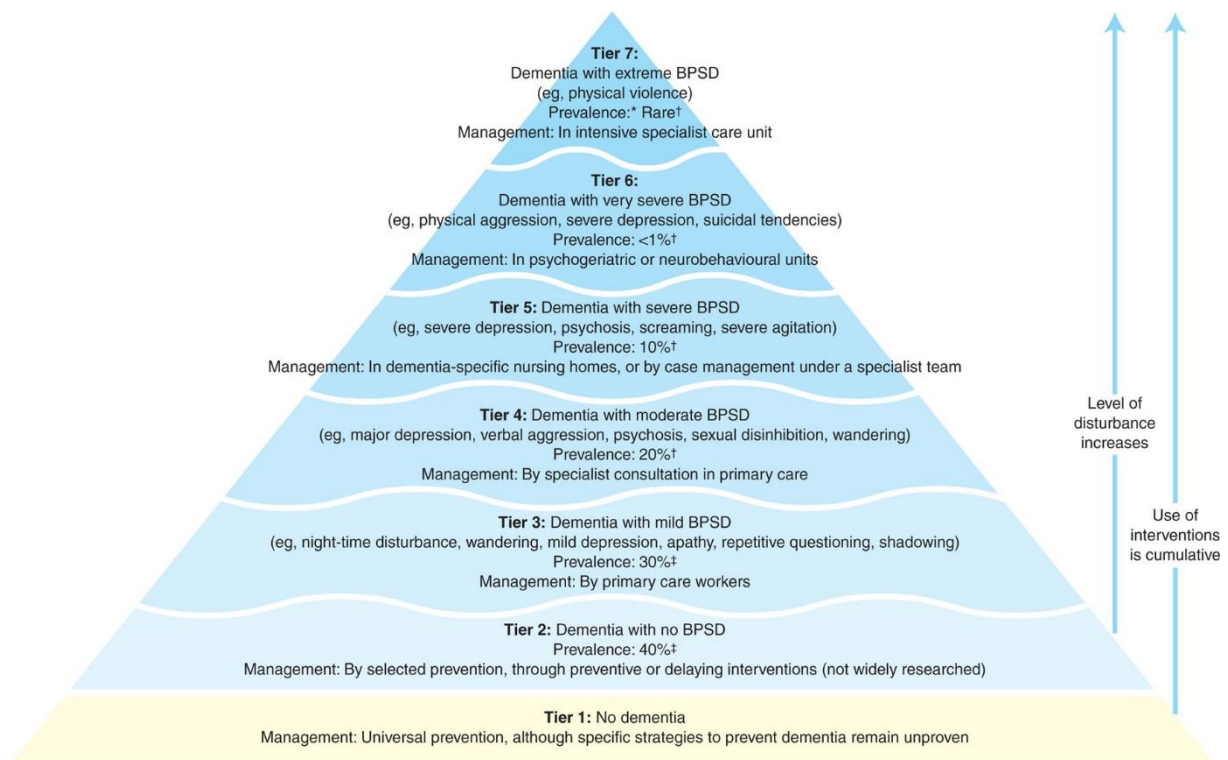 Tier 7:
Dementia with extreme BPSD
(eg, physical violence)
Prevalence:* Rare†
Management: In intensive specialist care unit
Tier 6:
Dementia with very severe BPSD
(eg, physical aggression, severe depression, suicidal tendencies)
Prevalence: <1%†
Management: In psychogeriatric or neurobehavioural units
Tier 5: Dementia with severe BPSD
(eg, severe depression, psychosis, screaming, severe agitation)
Prevalence: 10%†
Management: In dementia-specific nursing homes, or by case management under a specialist team
Tier 4: Dementia with moderate BPSD
(eg, major depression, verbal aggression, psychosis, sexual disinhibition, wandering)
Prevalence: 20%†
Management: By specialist consultation in primary care
Tier 3: Dementia with mild BPSD
(eg, night-time disturbance, wandering, mild depression, apathy, repetitive questioning, shadowing)
Prevalence: 30%‡
Management: By primary care workers
Tier 2: Dementia with no BPSD
Prevalence: 40%‡
Management: By selected prevention, through preventive or delaying interventions (not widely researched)
Tier 1: No dementia
Management: Universal prevention, although specific strategies to prevent dementia remain unproven
Level of
disturbance
increases
Use of
interventions
is cumulative